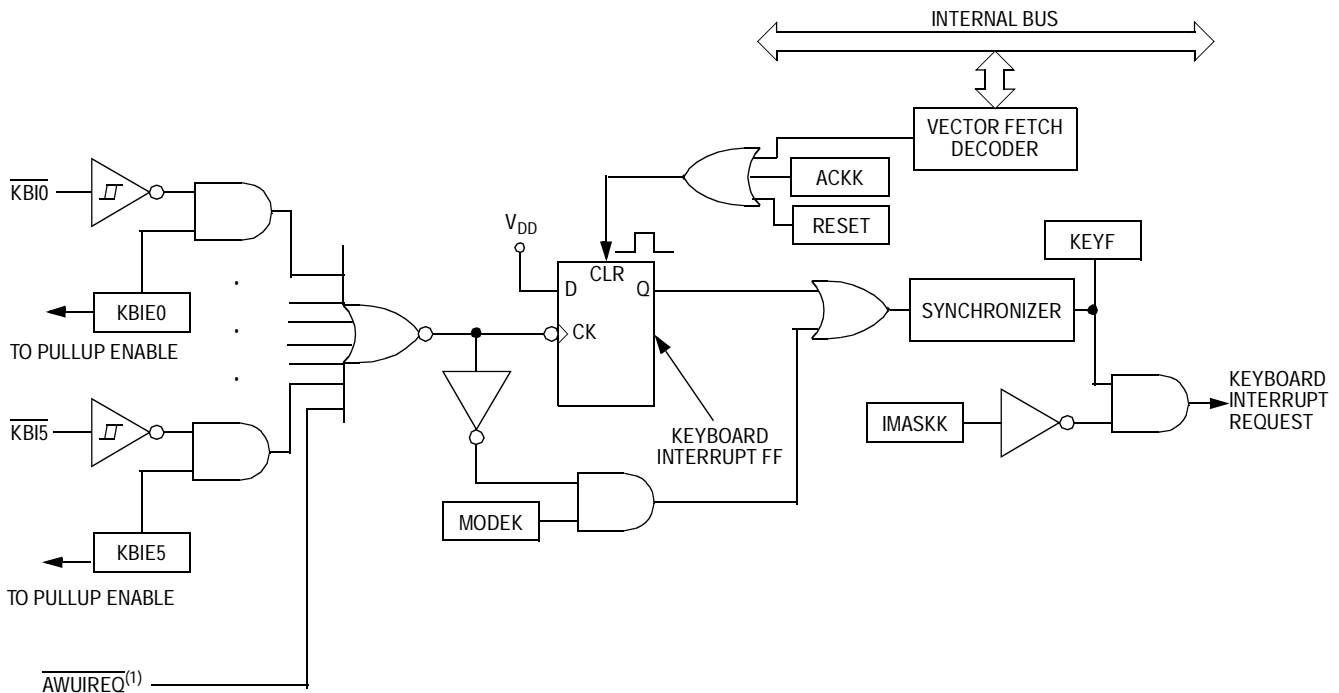 INTERNAL BUS
VECTOR FETCH
DECODER
ACKK
RESET
KBI0
VDD
CLR
D
Q
CK
KEYF
SYNCHRONIZER
KBIE0
TO PULLUP ENABLE
KBI5
KEYBOARD
INTERRUPT FF
IMASKK
KEYBOARD
INTERRUPT
REQUEST
MODEK
KBIE5
TO PULLUP ENABLE
AWUIREQ(1)